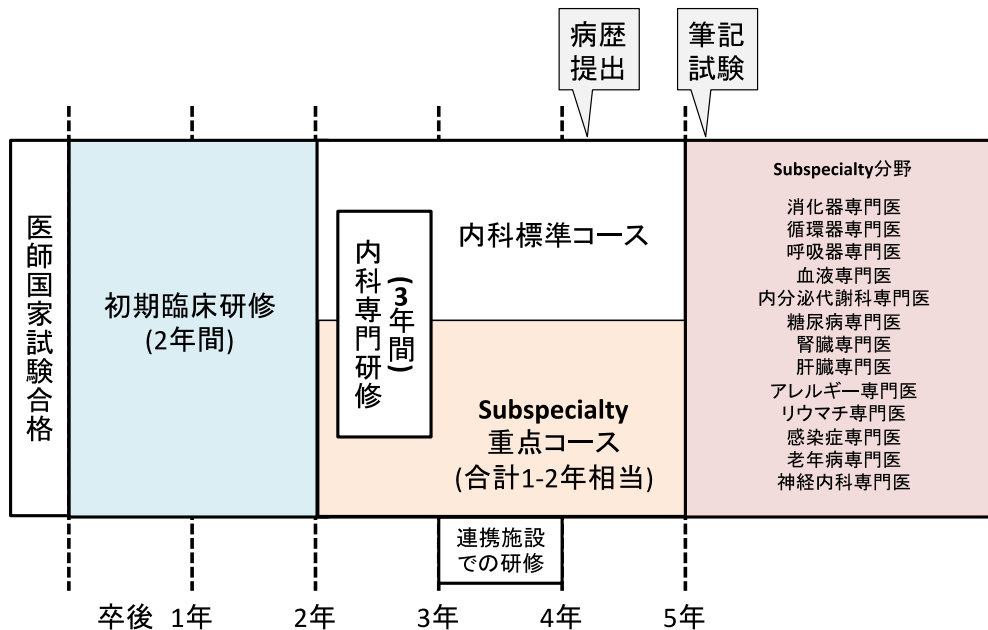 病歴
提出
筆記
試験
医師国家試験合格
初期臨床研修
(2年間)
内科専門研修
(3年間)
内科標準コース
Subspecialty
重点コース
(合計1-2年相当)
Subspecialty分野
消化器専門医
循環器専門医
呼吸器専門医
血液専門医
内分泌代謝科専門医
糖尿病専門医
腎臓専門医
肝臓専門医
アレルギー専門医
リウマチ専門医
感染症専門医
老年病専門医
神経内科専門医
連携施設
での研修
卒後 1年 2年 3年 4年 5年